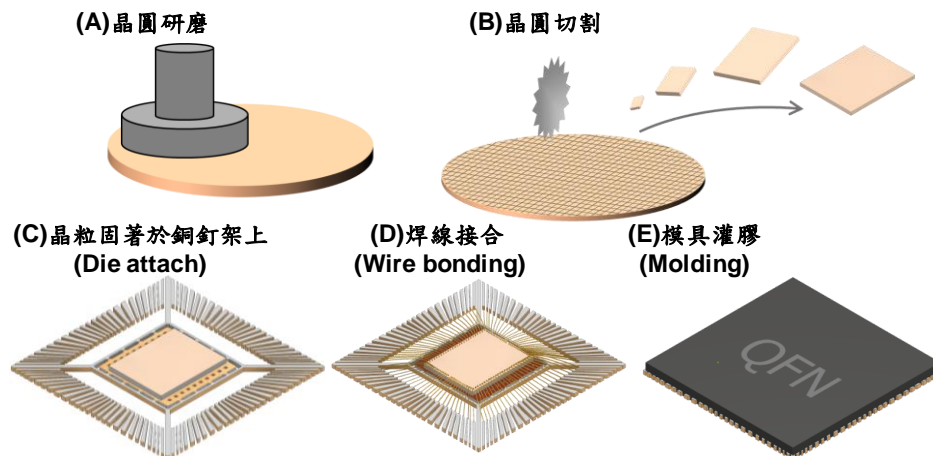 (A)晶圓研磨
(B)晶圓切割
(C)晶粒固著於銅釘架上
(Die attach)
(D)焊線接合
(Wire bonding)
(E)模具灌膠
(Molding)
QFN